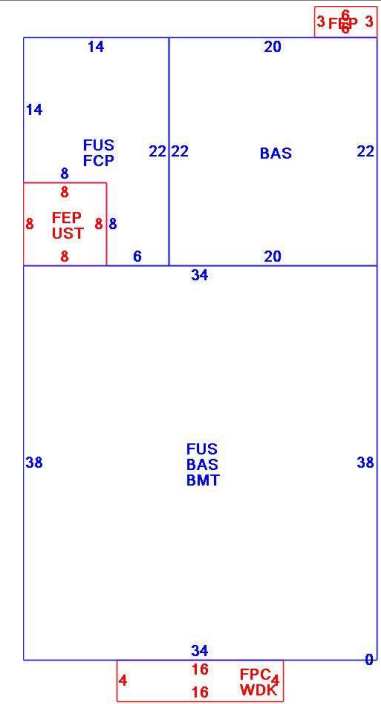 6
3 FEP 3
6
14 20
14
FUS
FCP
22 22 BAS 22
8
8
8 FEP 8 8
UST
8 6 20
34
38 38
FUS
BAS
BMT
34 0
16 FPC
4 4
16 WDK